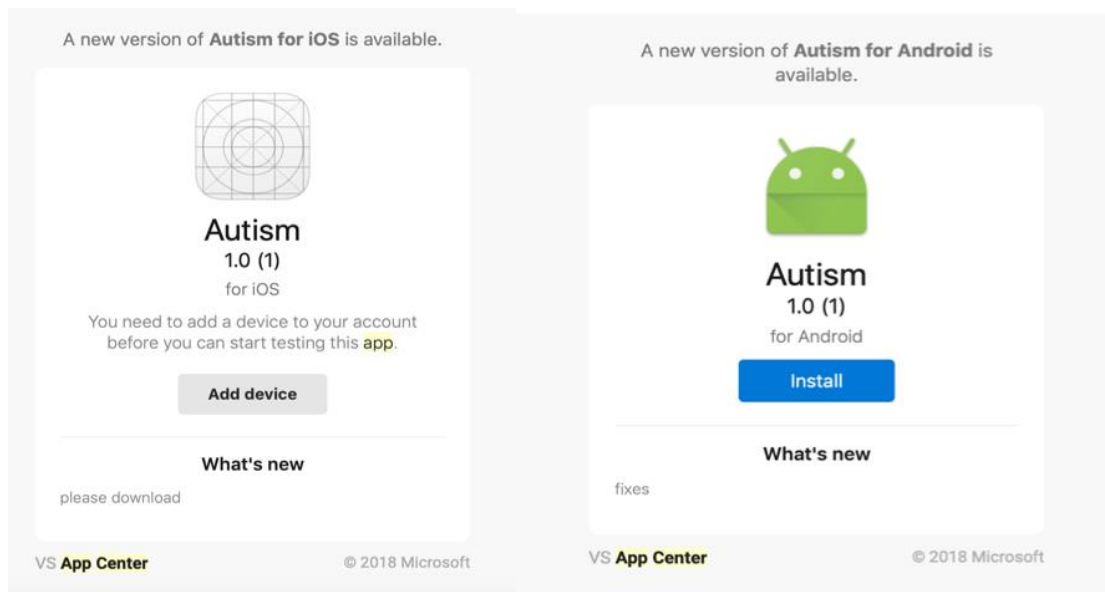 A new version of Autism for iOS is available.
Autism
1.0 (1)
for iOS
You need to add a device to your account
before you can start testing this app.
Add device
What's new
please download
VS App Center
© 2018 Microsoft
A new version of Autism for Android is
available.
Autism
1.0 (1)
for Android
Install
What's new
fixes
VS App Center
© 2018 Microsoft